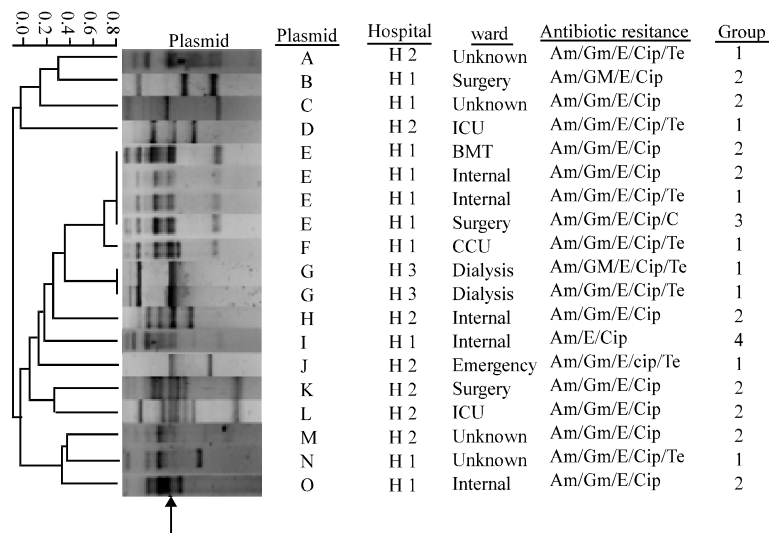 0.0 0.2 0.4 0.6 0.8
Plasmid Plasmid Hospital ward Antibiotic resitance Group
A H 2 Unknown Am/Gm/E/Cip/Te 1
B H 1 Surgery Am/GM/E/Cip 2
C H 1 Unknown Am/Gm/E/Cip 2
D H 2 ICU Am/Gm/E/Cip/Te 1
E H 1 BMT Am/Gm/E/Cip 2
E H 1 Internal Am/Gm/E/Cip 2
E H 1 Internal Am/Gm/E/Cip/Te 1
E H 1 Surgery Am/Gm/E/Cip/C 3
F H 1 CCU Am/Gm/E/Cip/Te 1
G H 3 Dialysis Am/GM/E/Cip/Te 1
G H 3 Dialysis Am/Gm/E/Cip/Te 1
H H 2 Internal Am/Gm/E/Cip 2
I H 1 Internal Am/E/Cip 4
J H 2 Emergency Am/Gm/E/cip/Te 1
K H 2 Surgery Am/Gm/E/Cip 2
L H 2 ICU Am/Gm/E/Cip 2
M H 2 Unknown Am/Gm/E/Cip 2
N H 1 Unknown Am/Gm/E/Cip/Te 1
O H 1 Internal Am/Gm/E/Cip 2